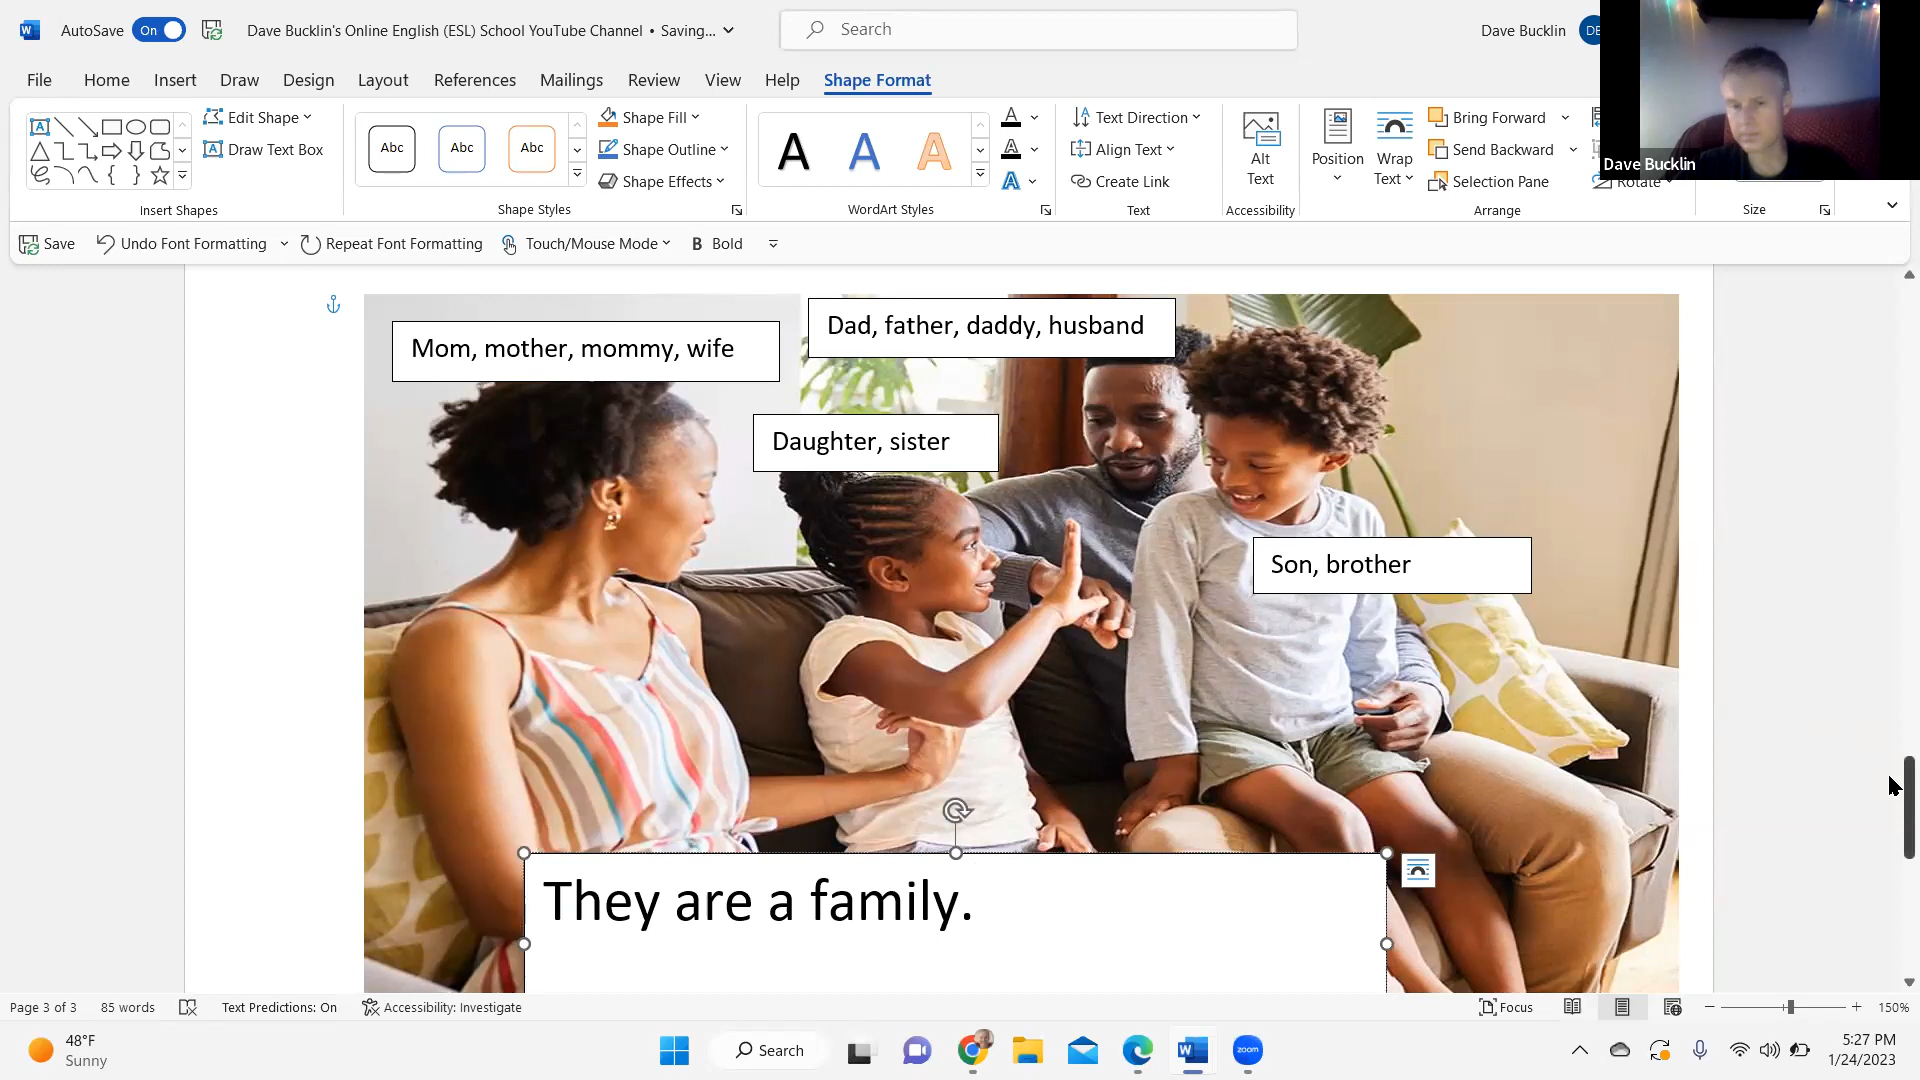 AutoSave On Dave Bucklin's Online English (ESL) School YouTube Channel • Saving... Search Dave Bucklin
File Home Insert Draw Design Layout References Mailings Review View Help Shape Format
Edit Shape
Draw Text Box
Insert Shapes
Abc Abc Abc
Shape Fill
Shape Outline
Shape Effects
Shape Styles
A A A
WordArt Styles
Text Direction
Align Text
Create Link
Text
Alt
Text
Accessibility
Position
Wrap
Text
Bring Forward
Send Backward
Selection Pane
Rotate
Arrange
Size
Dave Bucklin
Save Undo Font Formatting Repeat Font Formatting Touch/Mouse Mode B Bold
Dad, father, daddy, husband
Mom, mother, mommy, wife
Daughter, sister
Son, brother
They are a family.
Page 3 of 3 85 words Text Predictions: On Accessibility: Investigate Focus 150%
48°F
Sunny
Search
zoom
5:27 PM
1/24/2023